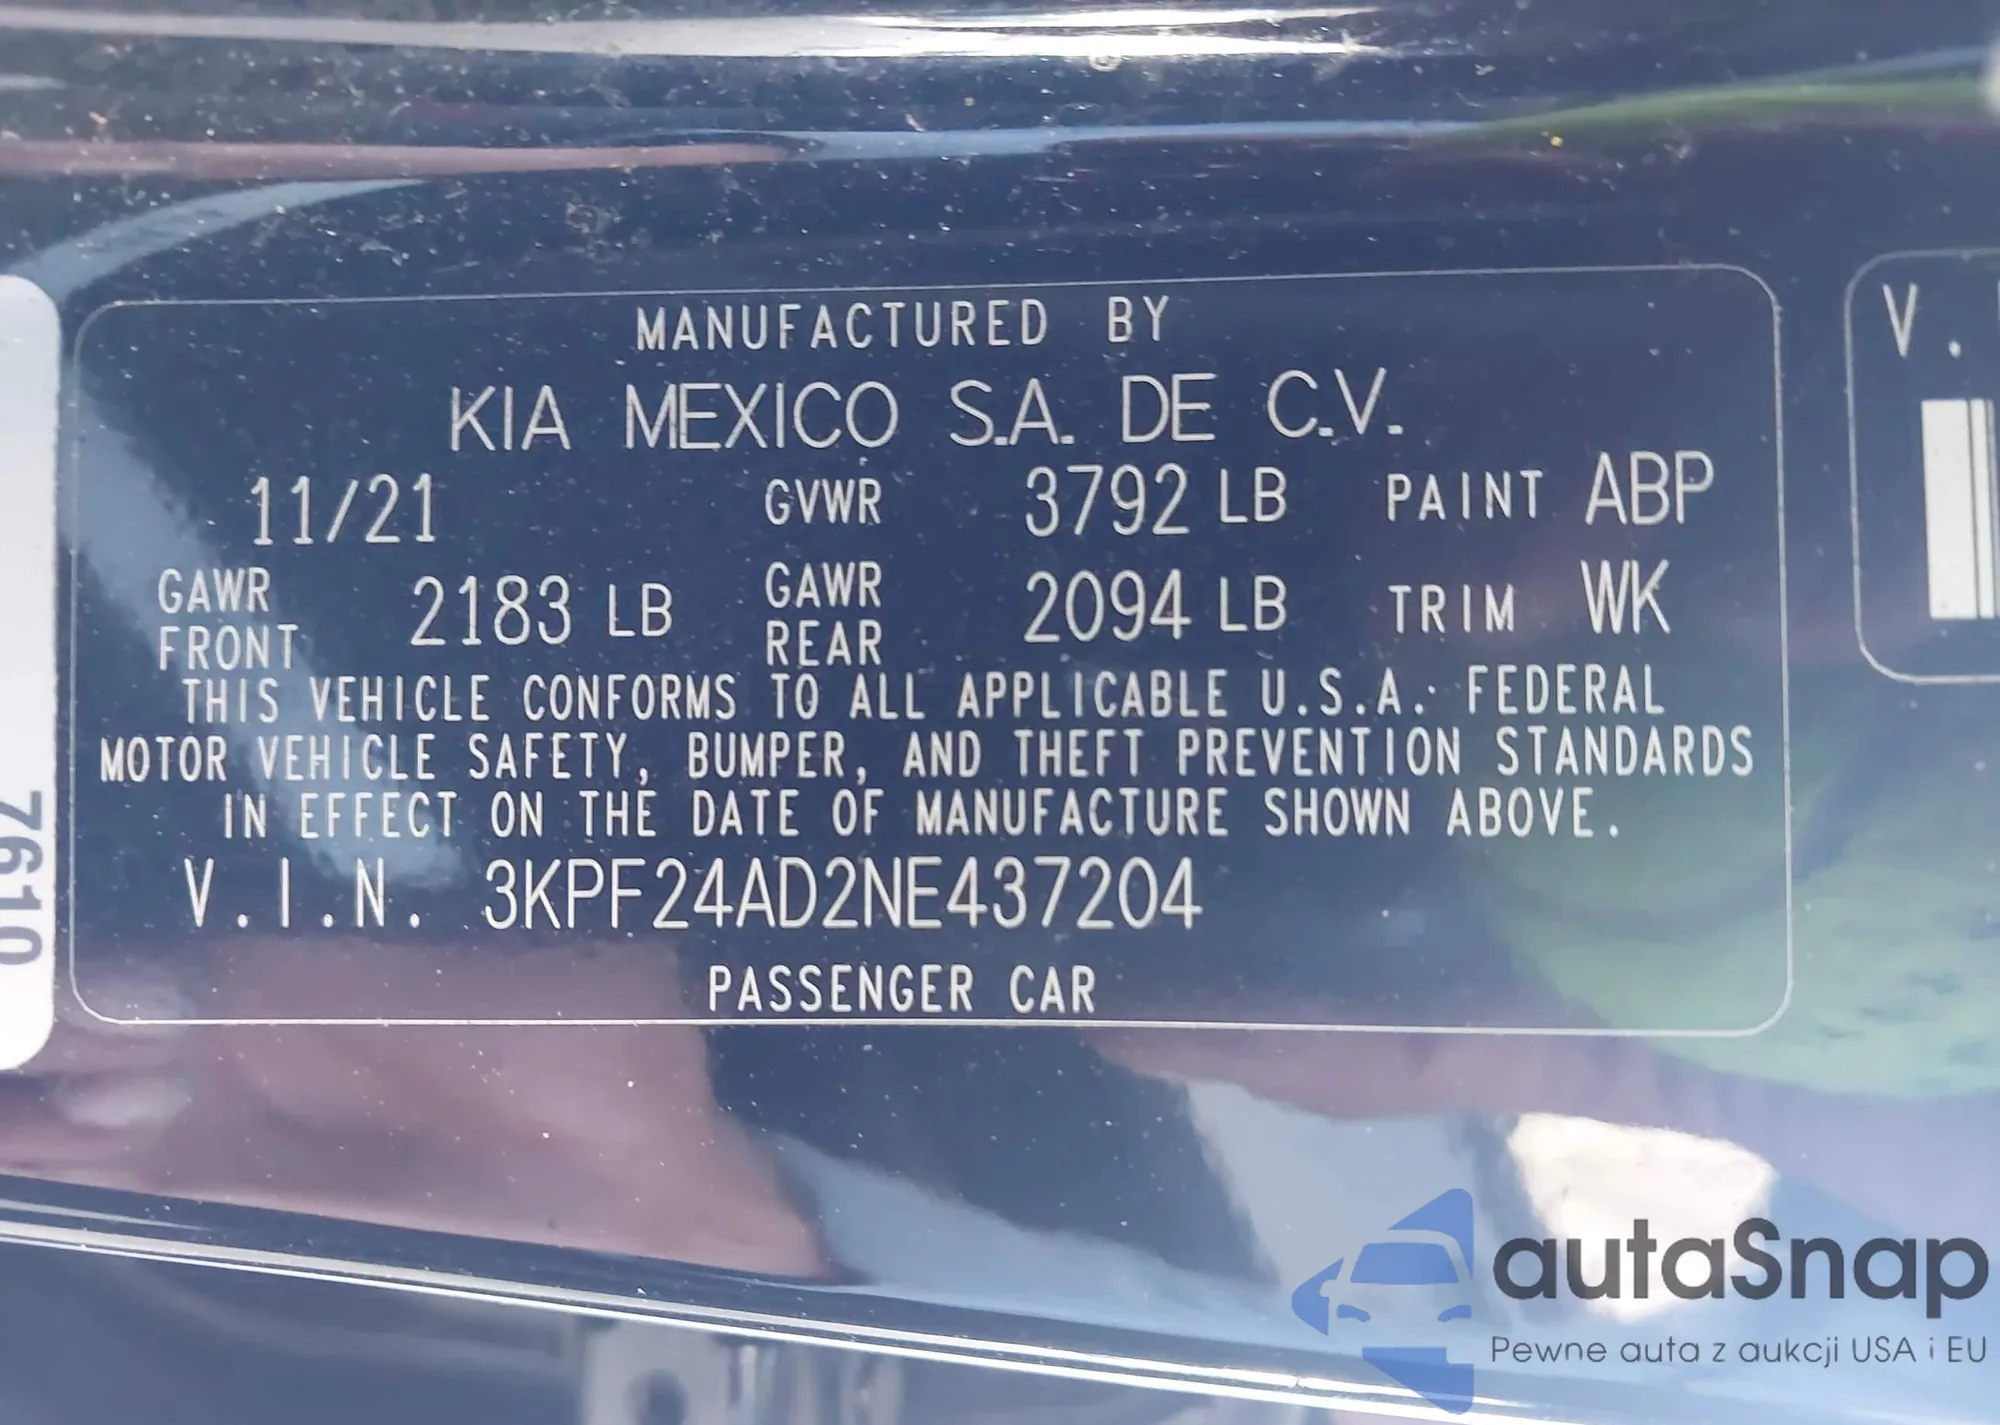 MANUFACTURED BY
KIA MEXICO S.A. DE C.V.
11/21 GVWR 3792 LB PAINT ABP
GAWR FRONT 2183 LB GAWR REAR 2094 LB TRIM WK
THIS VEHICLE CONFORMS TO ALL APPLICABLE U.S.A. FEDERAL
MOTOR VEHICLE SAFETY, BUMPER, AND THEFT PREVENTION STANDARDS
IN EFFECT ON THE DATE OF MANUFACTURE SHOWN ABOVE.
V.I.N. 3KPF24AD2NE437204
PASSENGER CAR
7610
V.
autaSnap
Pewne auta z aukcji USA i EU